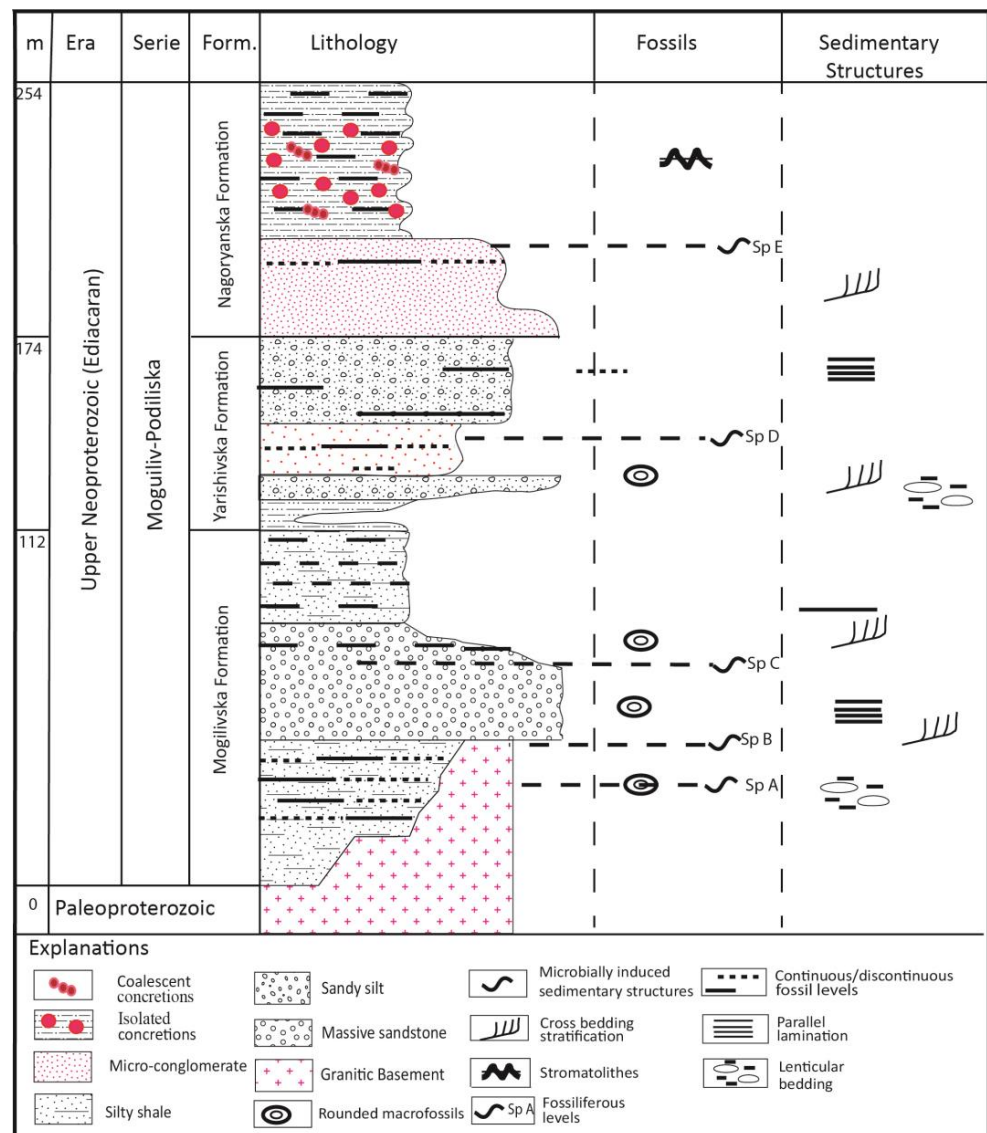 m Era Serie Form. Lithology Fossils Sedimentary
Structures
254
Nagoryanska Formation
Sp E
174
Upper Neoproterozoic (Ediacaran)
Moguiliv-Podiliska
Yarishivska Formation
Sp D
112
Mogilivska Formation
Sp C
Sp B
Sp A
0 Paleoproterozoic
Explanations
Coalescent
concretions
Isolated
concretions
Micro-conglomerate
Silty shale
Sandy silt
Massive sandstone
Granitic Basement
Rounded macrofossils
Microbially induced
sedimentary structures
Cross bedding
stratification
Stromatolithes
Sp A Fossiliferous
levels
Continuous/discontinuous
fossil levels
Parallel
lamination
Lenticular
bedding